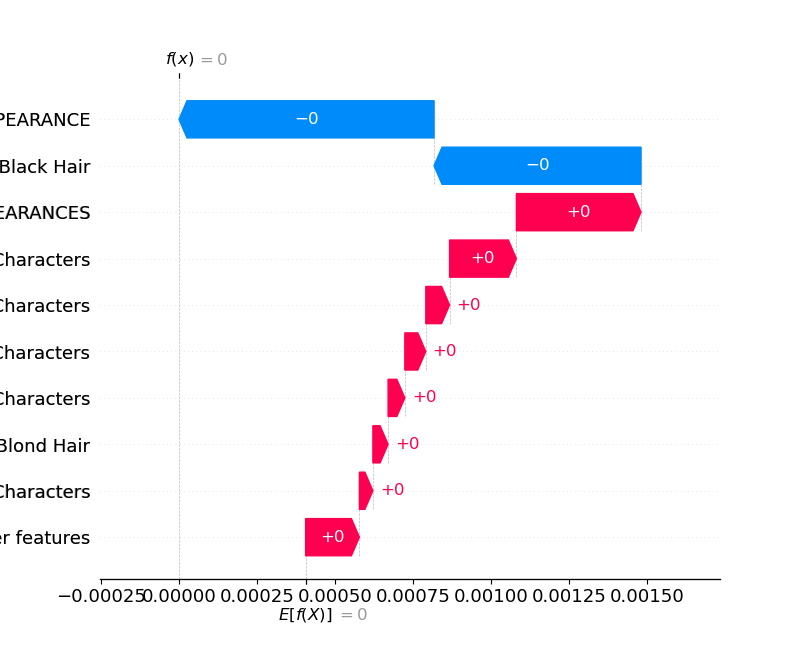 f(x) = 0
PEARANCE −0
Black Hair −0
EARANCES +0
Characters +0
Characters +0
Characters +0
Characters +0
Blond Hair +0
Characters +0
er features +0
−0.00025 0.00000 0.00025 0.00050 0.00075 0.00100 0.00125 0.00150
E[f(X)] = 0